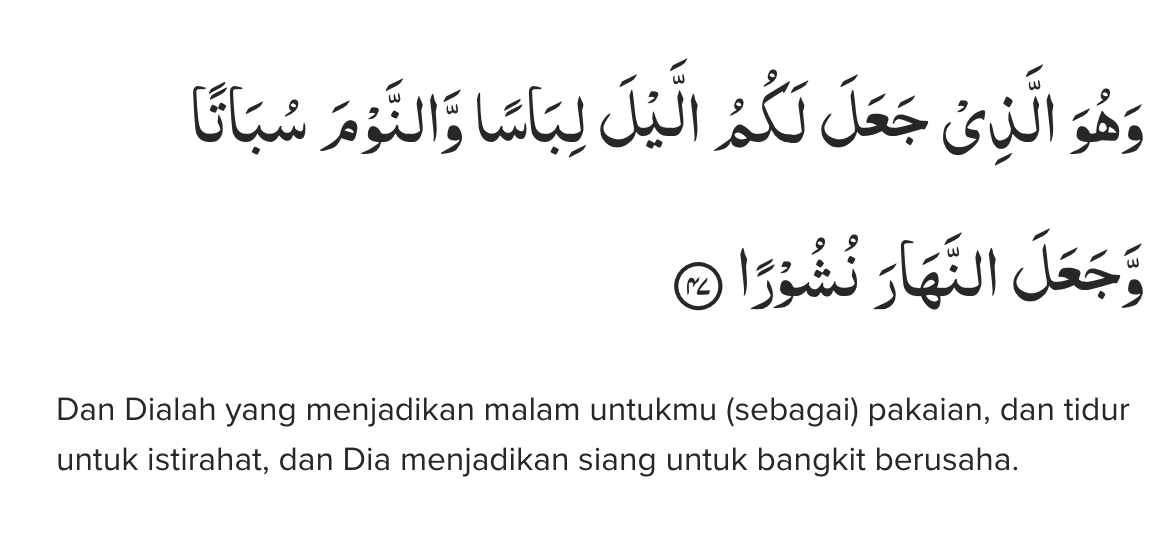 وَهُوَ الَّذِيْ جَعَلَ لَكُمُ الَّيْلَ لِبَاسًا وَّالنَّوْمَ سُبَاتًا
وَّجَعَلَ النَّهَارَ نُشُوْرًا ٤٧
Dan Dialah yang menjadikan malam untukmu (sebagai) pakaian, dan tidur
untuk istirahat, dan Dia menjadikan siang untuk bangkit berusaha.